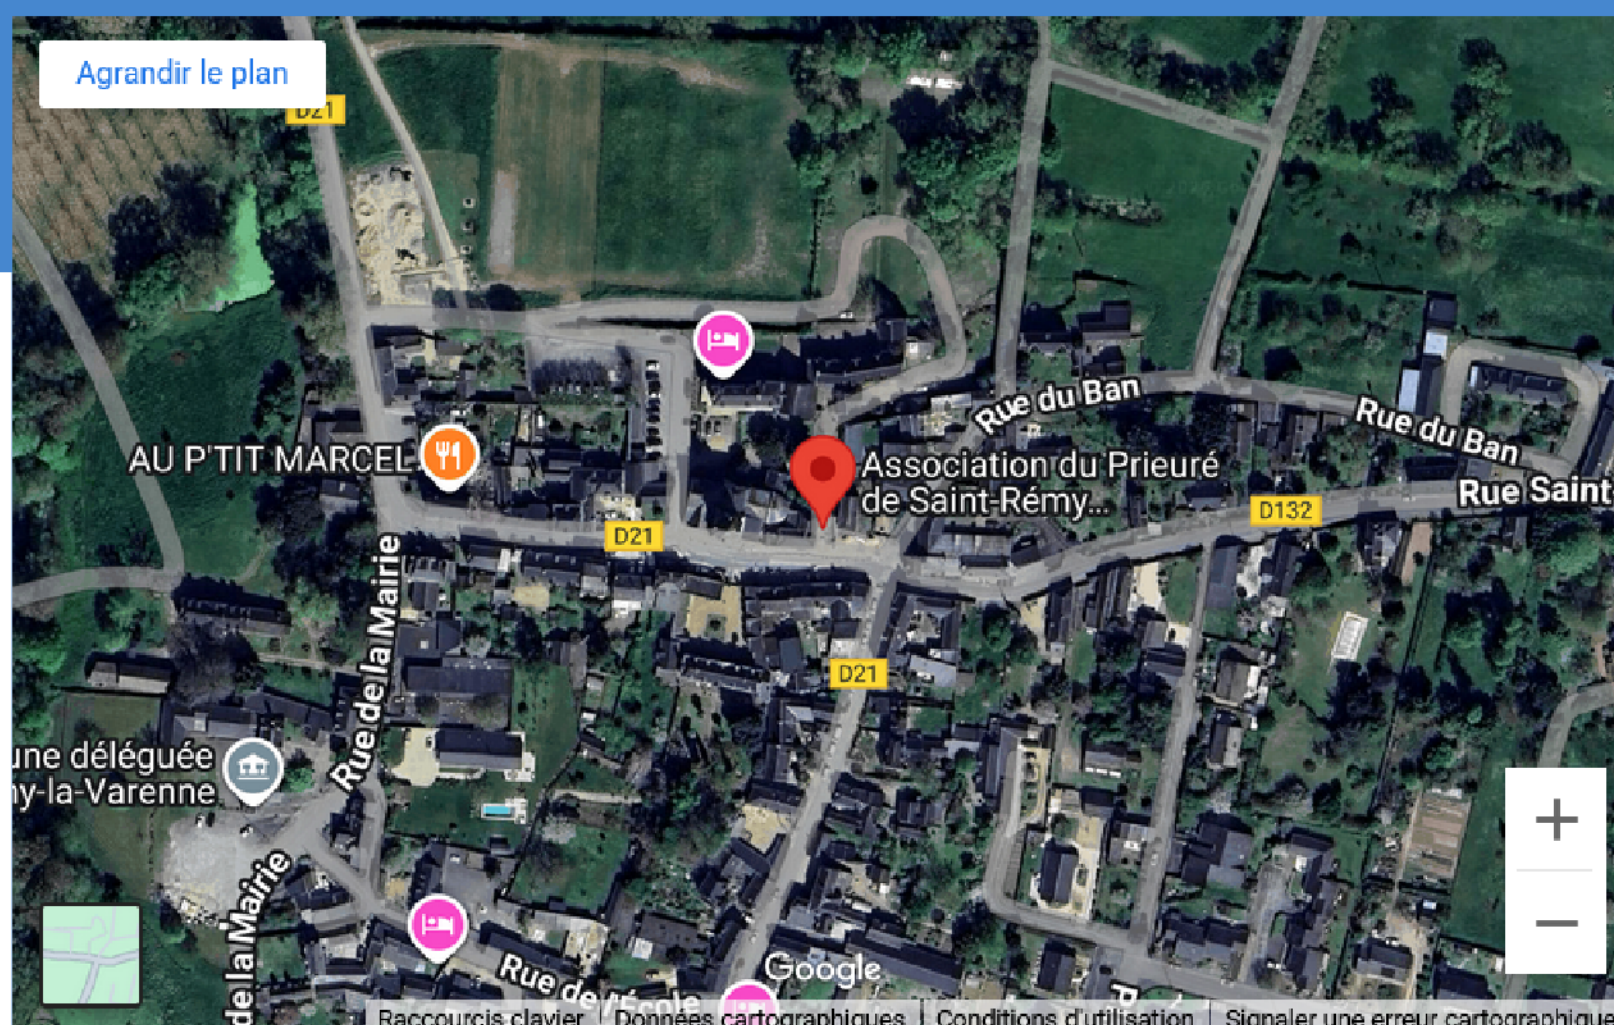 Agrandir le plan
D21
Rue du Ban
Rue du Ban
AU P'TIT MARCEL
Association du Prieuré
de Saint-Rémy...
Rue Saint
D132
D21
Rue de la Mairie
D21
une déléguée
ny-la-Varenne
de la Mairie
Google
Rue de l'École
P
Raccourcis clavier
Données cartographiques
Conditions d'utilisation
Signaler une erreur cartographique